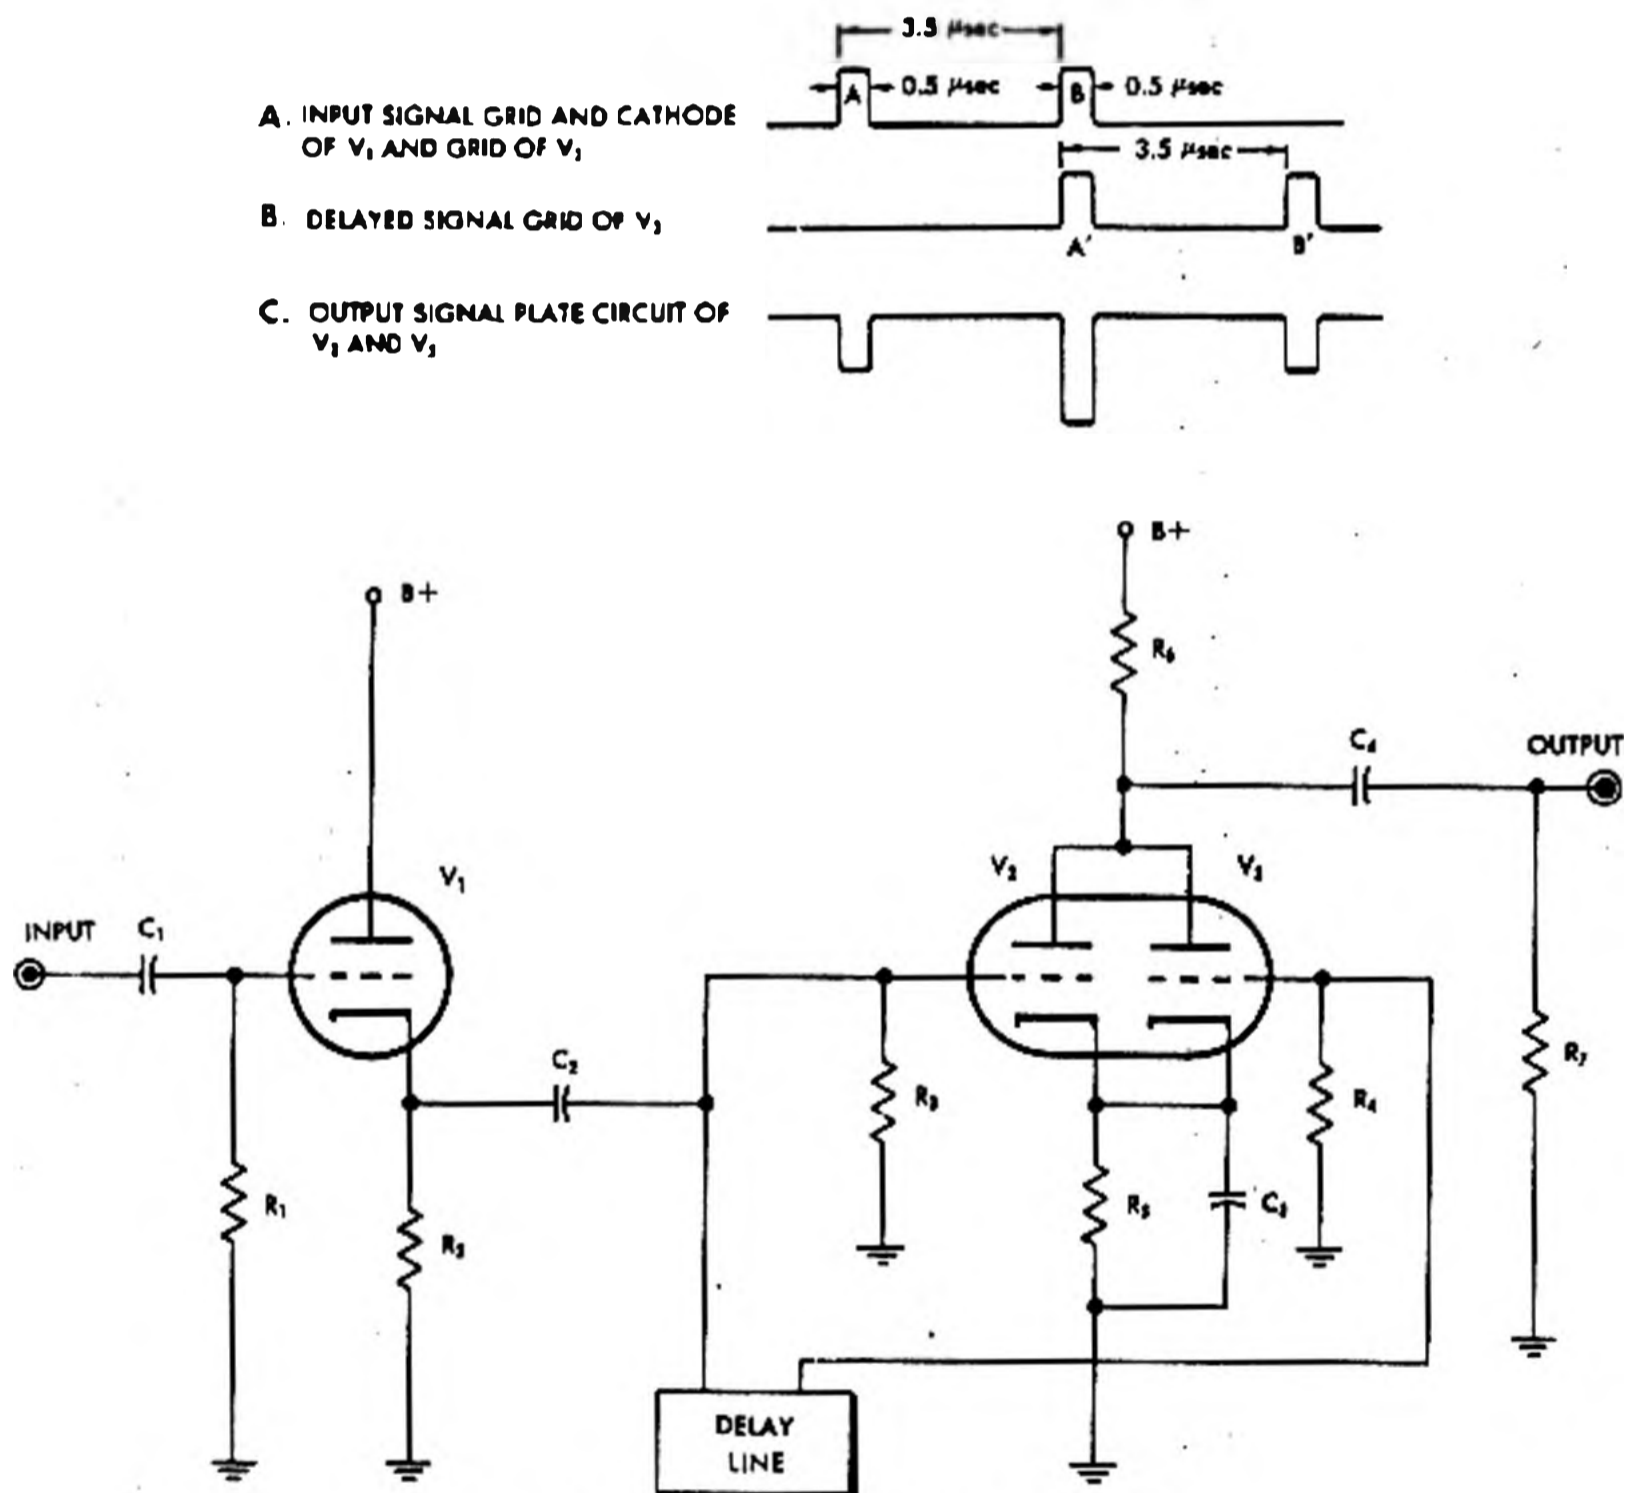 3.5 μsec
A. INPUT SIGNAL GRID AND CATHODE
OF V₁ AND GRID OF V₂
A
0.5 μsec
B
0.5 μsec
3.5 μsec
B. DELAYED SIGNAL GRID OF V₃
A'
B'
C. OUTPUT SIGNAL PLATE CIRCUIT OF
V₂ AND V₃
B+
B+
R₆
C₄
OUTPUT
V₁
V₂
V₃
INPUT
C₁
C₂
R₃
R₄
R₇
R₁
R₂
R₅
C₃
DELAY
LINE